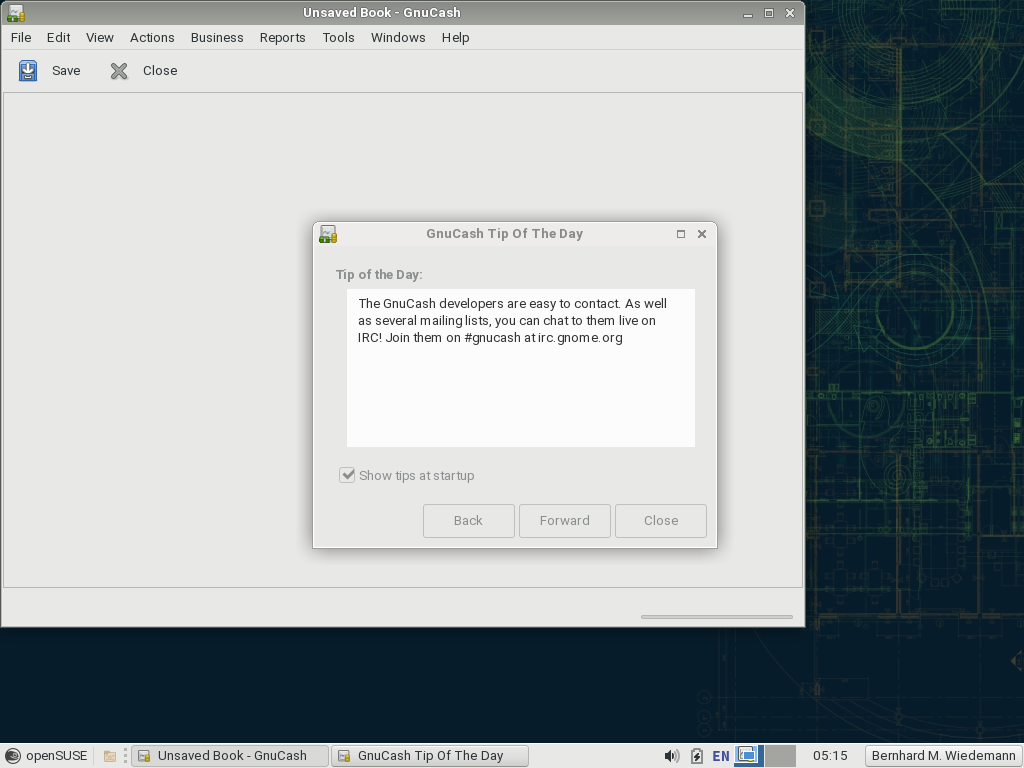 Unsaved Book - GnuCash
File Edit View Actions Business Reports Tools Windows Help
Save Close
GnuCash Tip Of The Day
Tip of the Day:
The GnuCash developers are easy to contact. As well
as several mailing lists, you can chat to them live on
IRC! Join them on #gnucash at irc.gnome.org
Show tips at startup
Back Forward Close
openSUSE Unsaved Book - GnuCash GnuCash Tip Of The Day EN 05:15 Bernhard M. Wiedemann